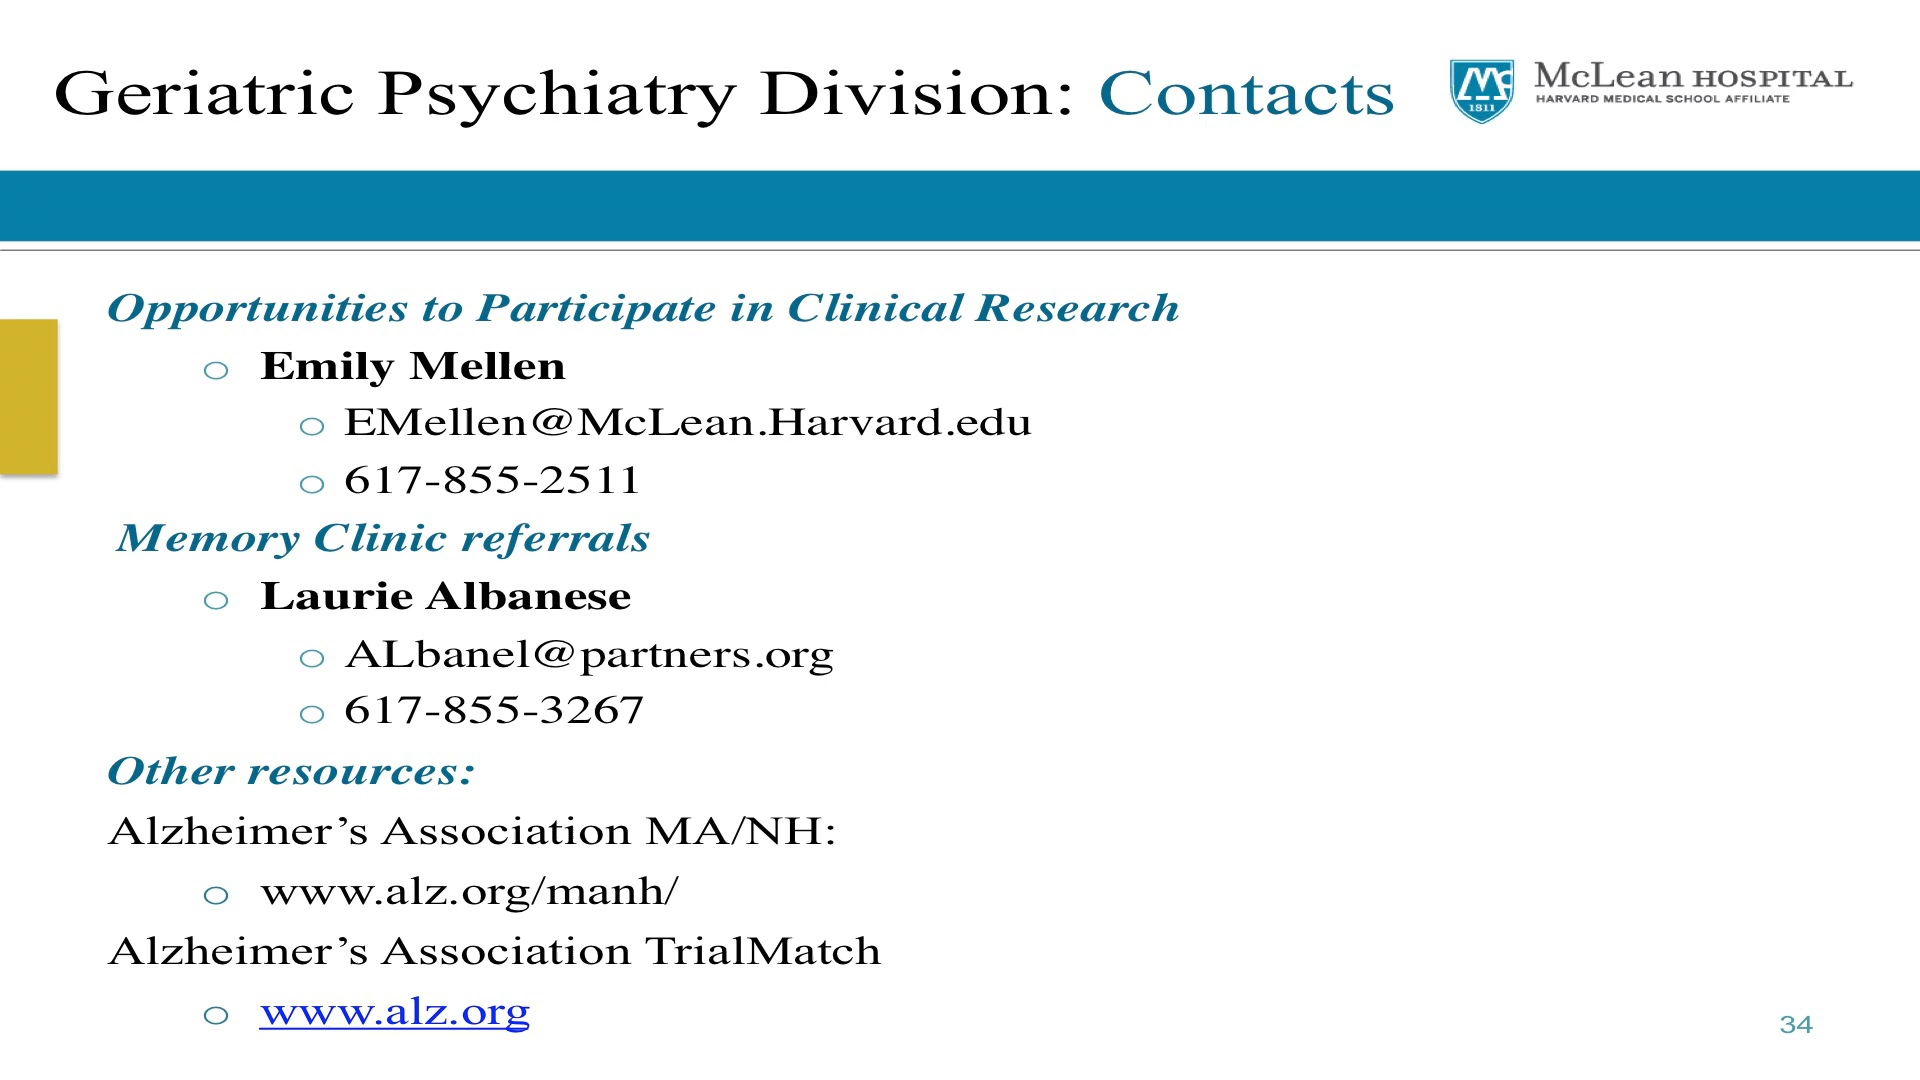 Geriatric Psychiatry Division: Contacts
McLean HOSPITAL
HARVARD MEDICAL SCHOOL AFFILIATE
1811
Opportunities to Participate in Clinical Research
Emily Mellen
EMellen@McLean.Harvard.edu
617-855-2511
Memory Clinic referrals
Laurie Albanese
ALbanel@partners.org
617-855-3267
Other resources:
Alzheimer’s Association MA/NH:
www.alz.org/manh/
Alzheimer’s Association TrialMatch
www.alz.org
34